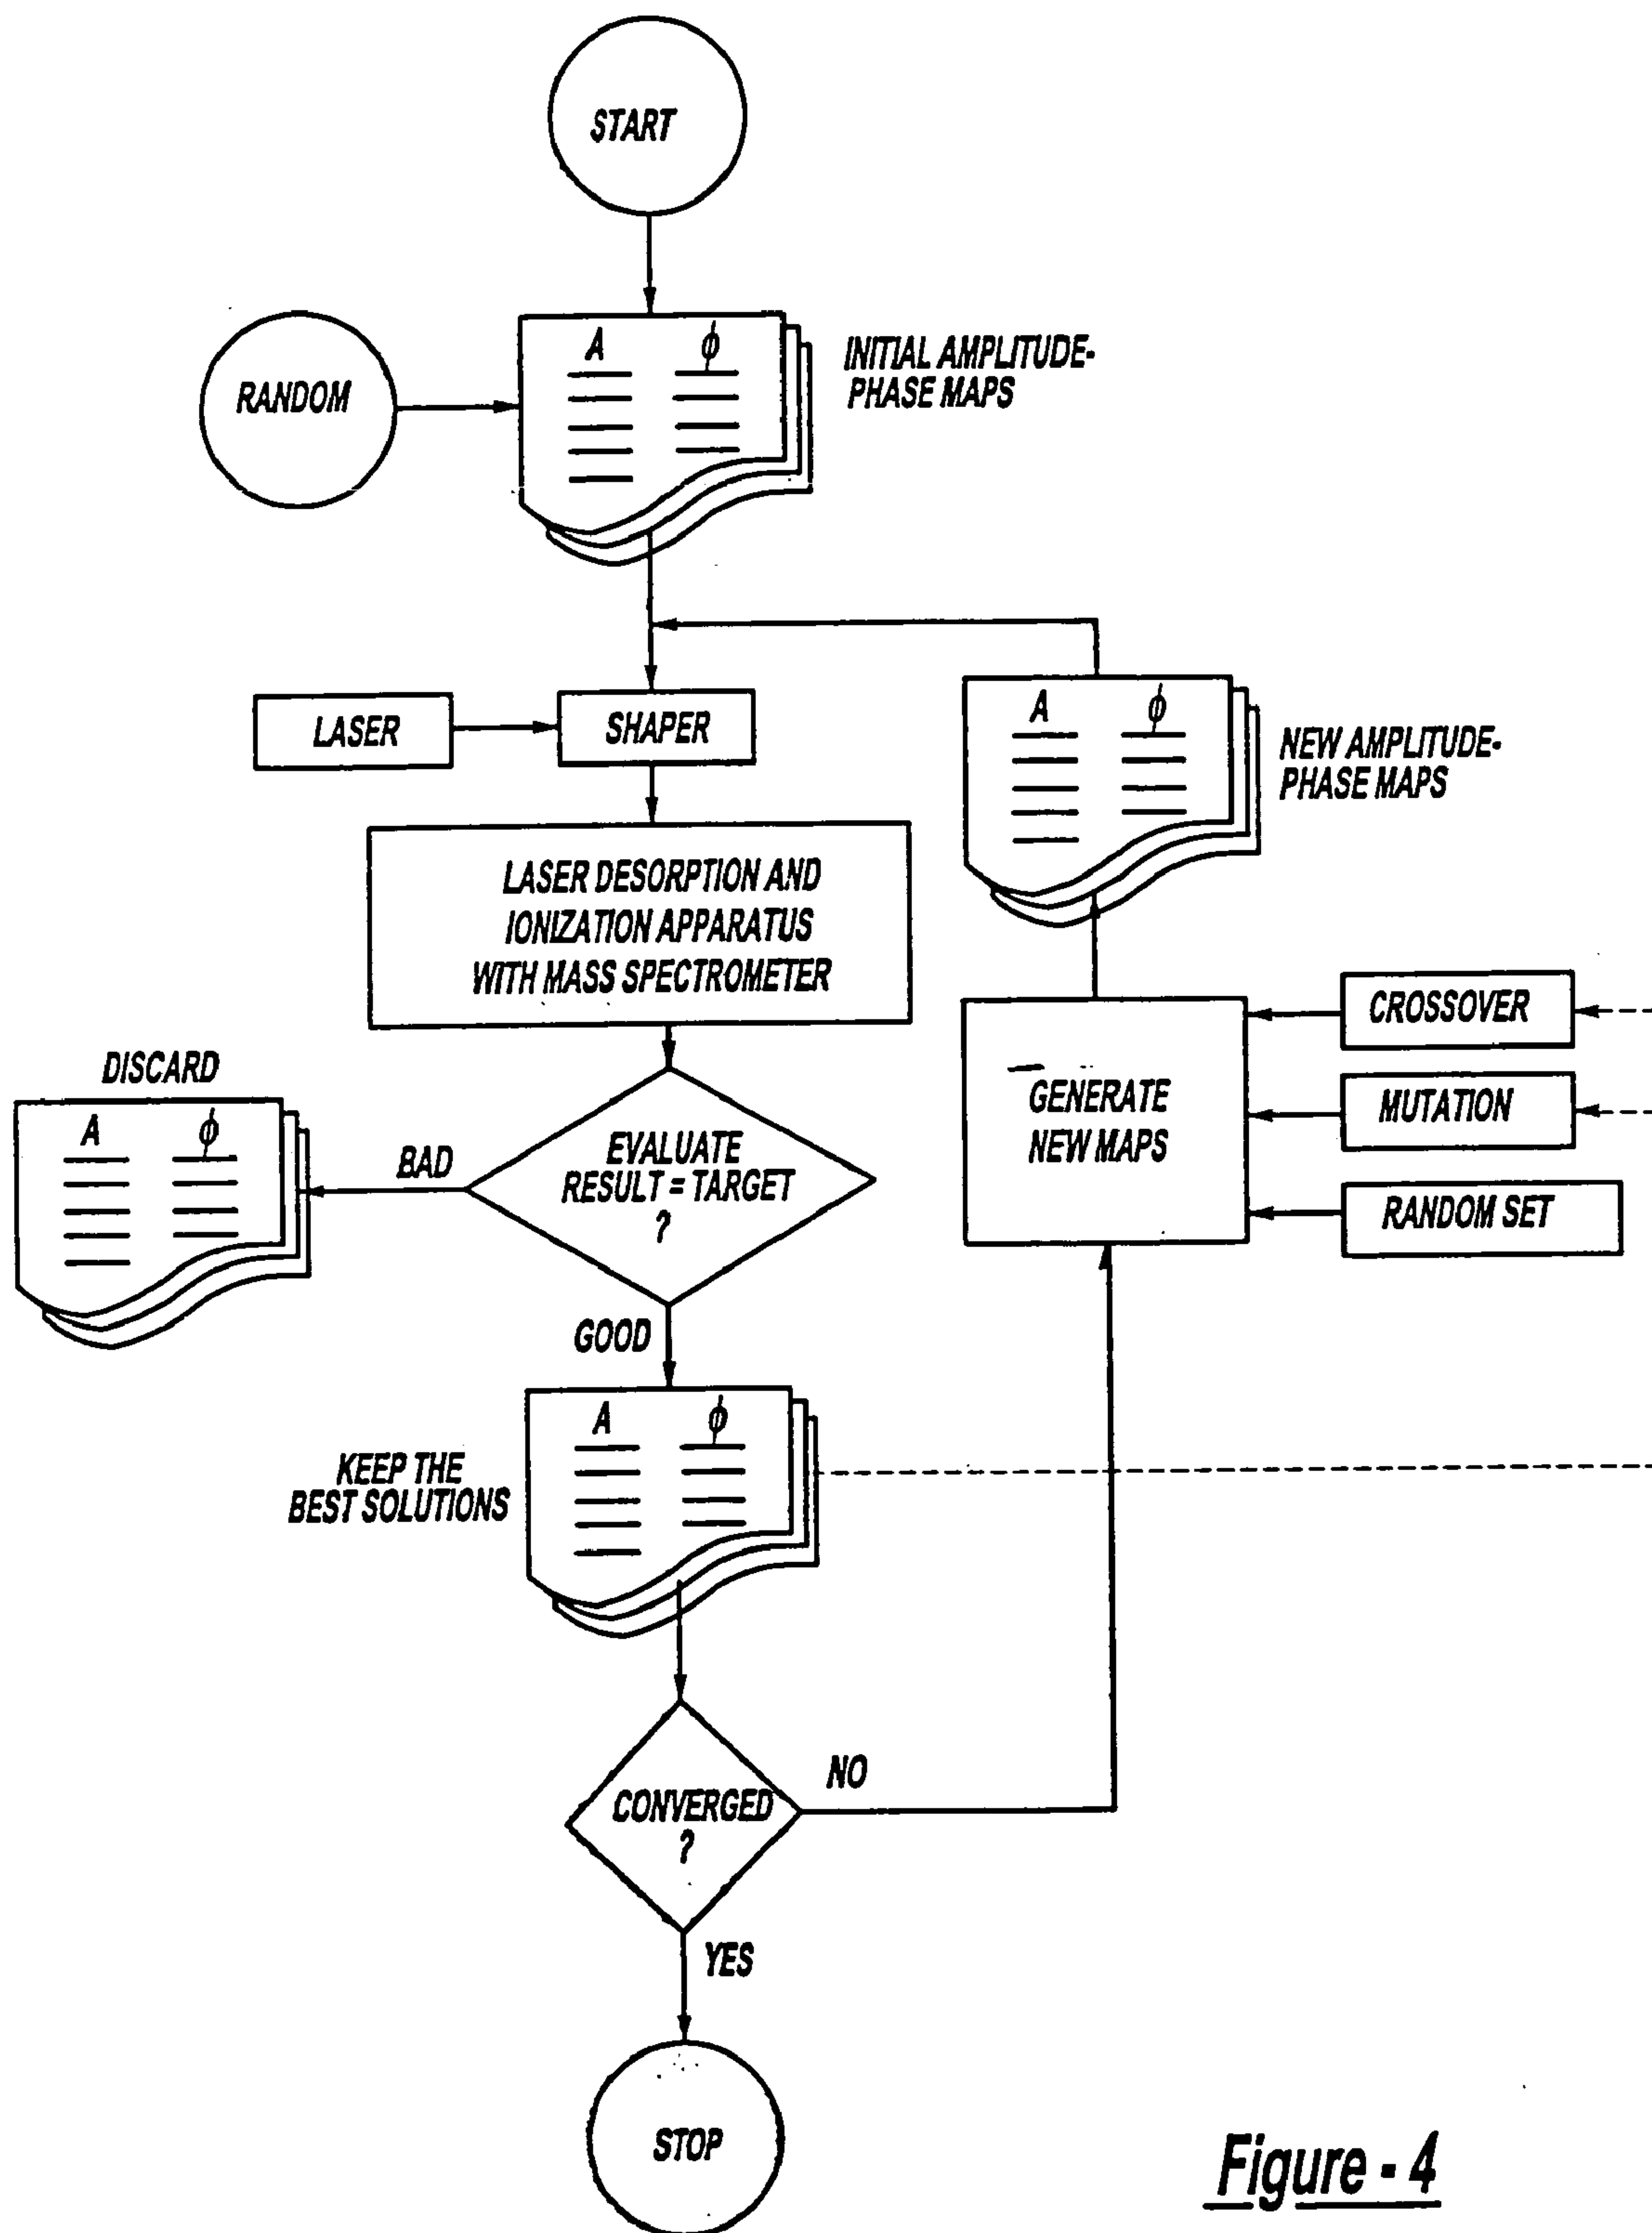 START
RANDOM
A ϕ
INITIAL AMPLITUDE-
PHASE MAPS
LASER
SHAPER
A ϕ
NEW AMPLITUDE-
PHASE MAPS
LASER DESORPTION AND
IONIZATION APPARATUS
WITH MASS SPECTROMETER
CROSSOVER
MUTATION
RANDOM SET
GENERATE
NEW MAPS
DISCARD
A ϕ
BAD
EVALUATE
RESULT = TARGET
?
GOOD
A ϕ
KEEP THE
BEST SOLUTIONS
CONVERGED
?
NO
YES
STOP
Figure - 4